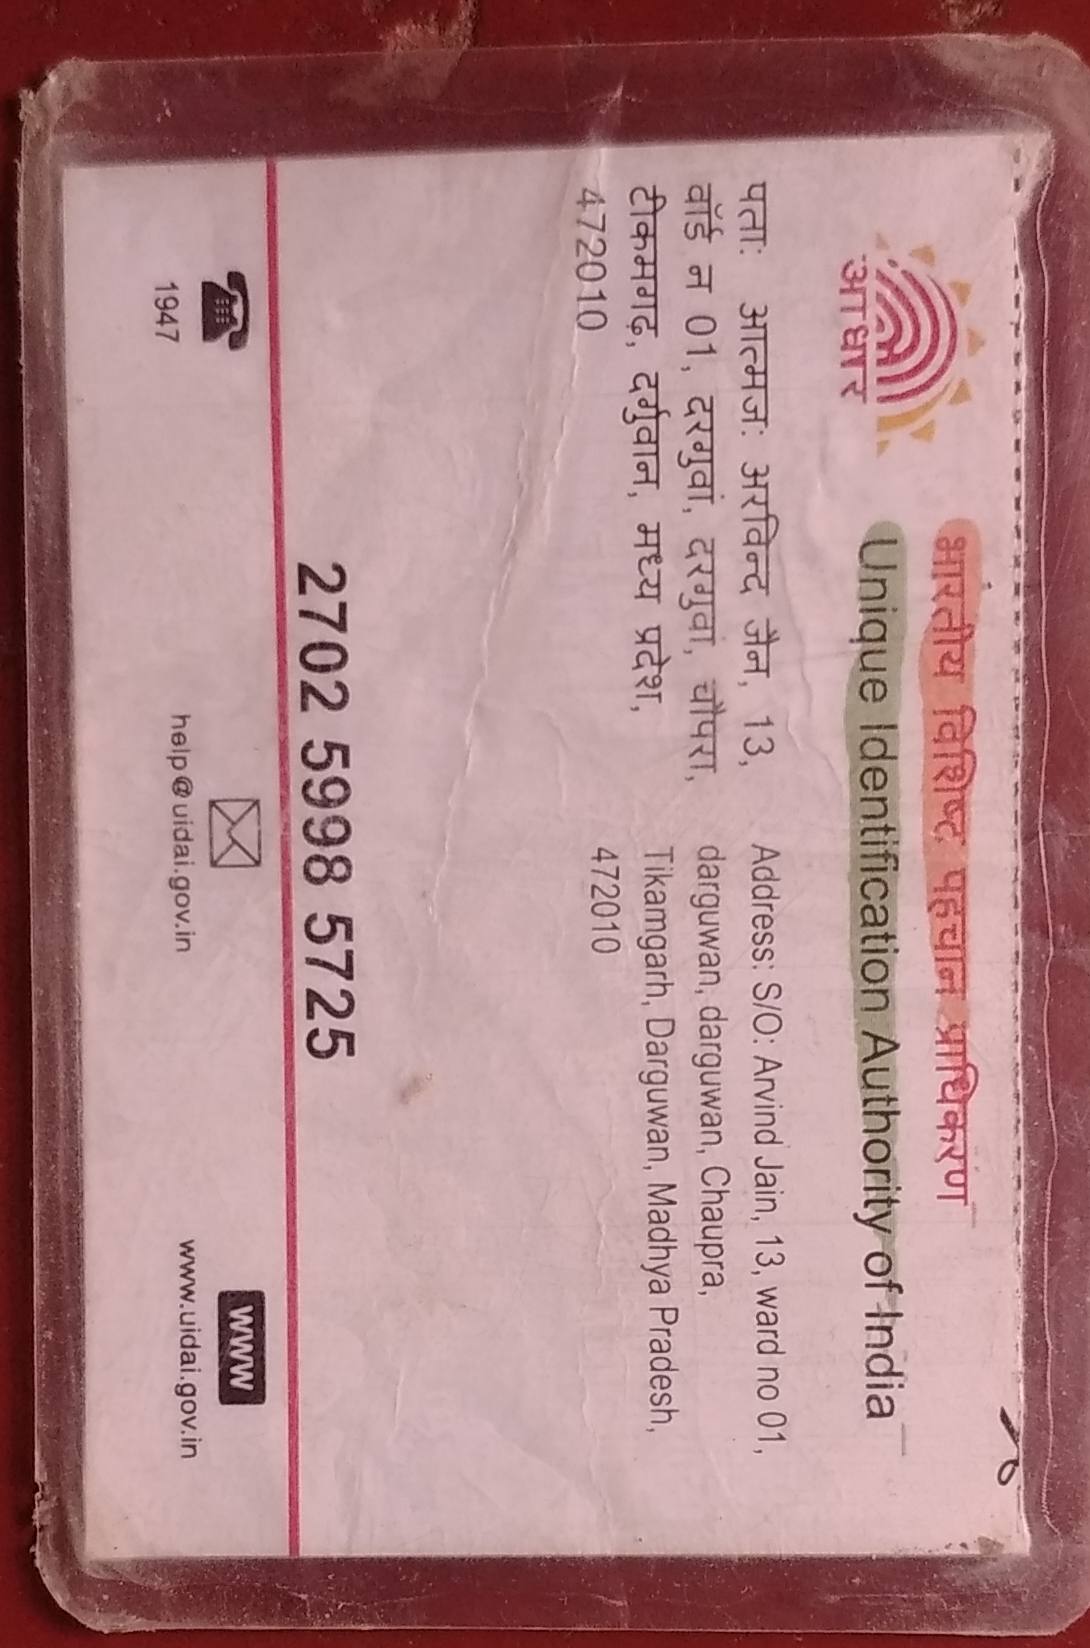 भारतीय विशिष्ट पहचान प्राधिकरण
Unique Identification Authority of India
आधार
पताः आत्मजः अरविन्द जैन, 13,
वॉर्ड न 01, दरगुवां, दरगुवां, चौपरा,
टीकमगढ़, दर्गुवान, मध्य प्रदेश,
472010
Address: S/O: Arvind Jain, 13, ward no 01,
darguwan, darguwan, Chaupra,
Tikamgarh, Darguwan, Madhya Pradesh,
472010
2702 5998 5725
1947
help@uidai.gov.in
WWW
www.uidai.gov.in